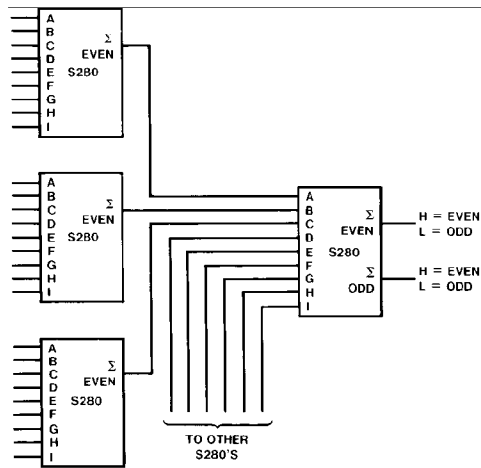 A
B
C
D
E
F
G
H
I
Σ
EVEN
S280
A
B
C
D
E
F
G
H
I
Σ
EVEN
S280
A
B
C
D
E
F
G
H
I
Σ
EVEN
S280
A
B
C
D
E
F
G
H
I
Σ
EVEN
S280
Σ
ODD
H = EVEN
L = ODD
H = EVEN
L = ODD
TO OTHER
S280'S